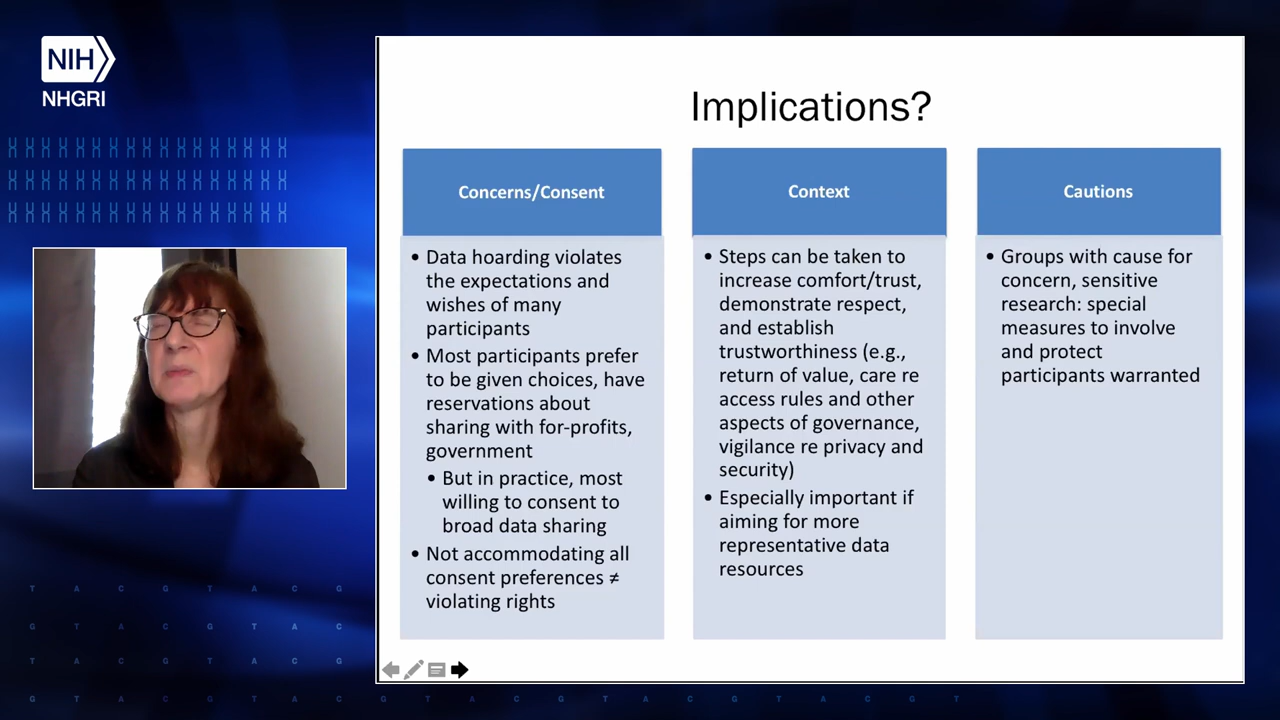 NIH
NHGRI
Implications?
Concerns/Consent
• Data hoarding violates
the expectations and
wishes of many
participants
• Most participants prefer
to be given choices, have
reservations about
sharing with for-profits,
government
• But in practice, most
willing to consent to
broad data sharing
• Not accommodating all
consent preferences ≠
violating rights
Context
• Steps can be taken to
increase comfort/trust,
demonstrate respect,
and establish
trustworthiness (e.g.,
return of value, care re
access rules and other
aspects of governance,
vigilance re privacy and
security)
• Especially important if
aiming for more
representative data
resources
Cautions
• Groups with cause for
concern, sensitive
research: special
measures to involve
and protect
participants warranted
T A C G T A C G
G T A C G T A C
T A C G T A C G
G T A C G T A C G T A C G T A C G T A C G T